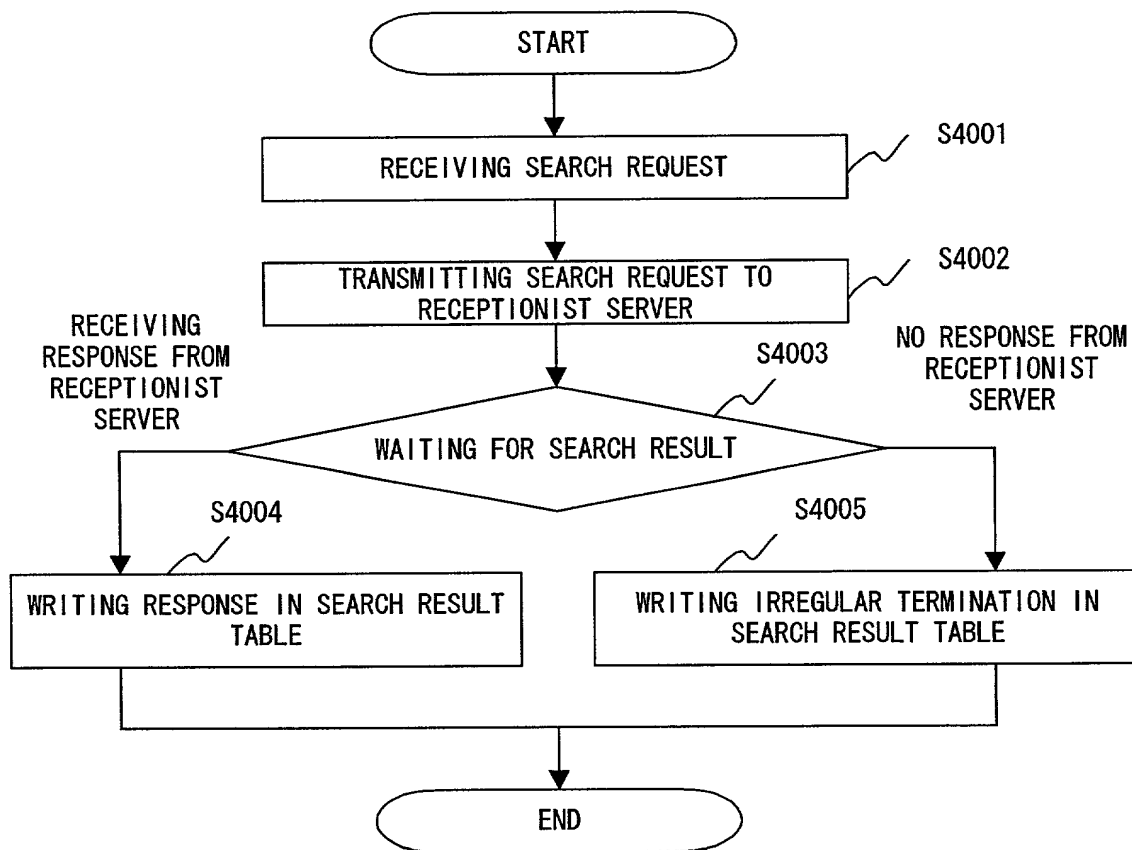 START
S4001
RECEIVING SEARCH REQUEST
S4002
TRANSMITTING SEARCH REQUEST TO
RECEPTIONIST SERVER
RECEIVING
RESPONSE FROM
RECEPTIONIST
SERVER
S4003
NO RESPONSE FROM
RECEPTIONIST
SERVER
WAITING FOR SEARCH RESULT
S4004
S4005
WRITING RESPONSE IN SEARCH RESULT
TABLE
WRITING IRREGULAR TERMINATION IN
SEARCH RESULT TABLE
END